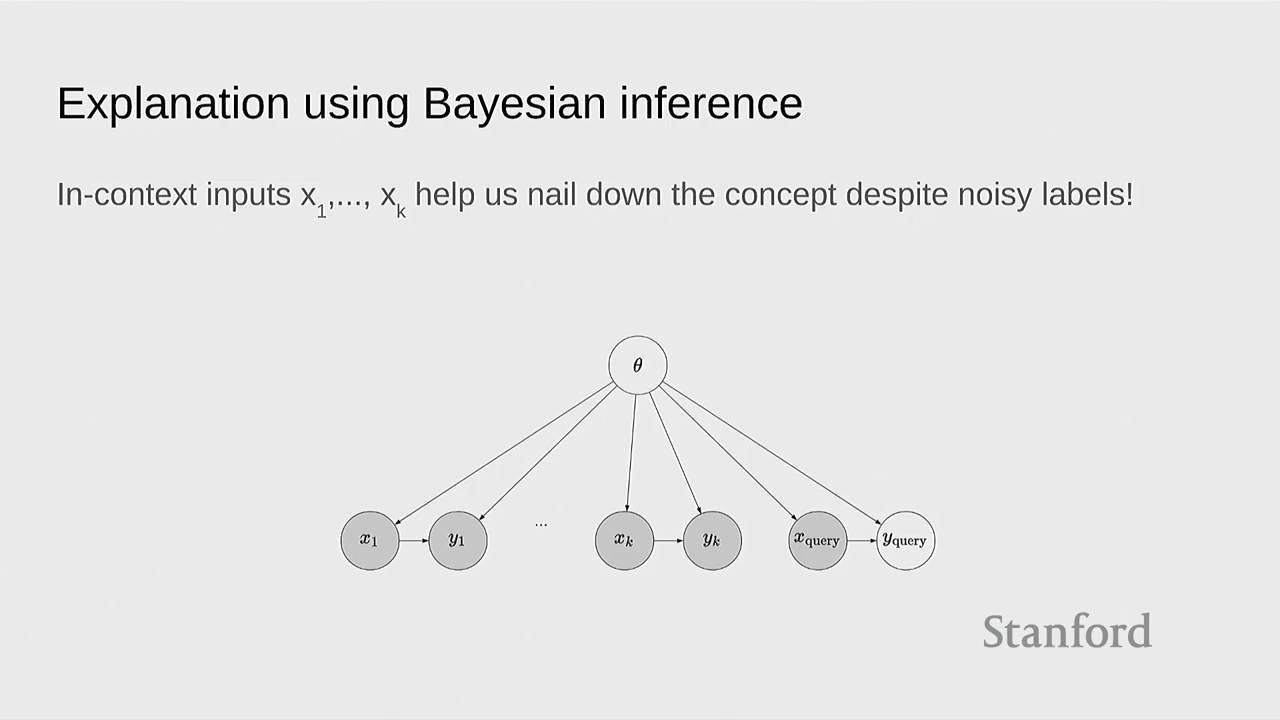 Explanation using Bayesian inference
In-context inputs x1,..., xk help us nail down the concept despite noisy labels!
θ
x1 y1 ... xk yk xquery yquery
Stanford